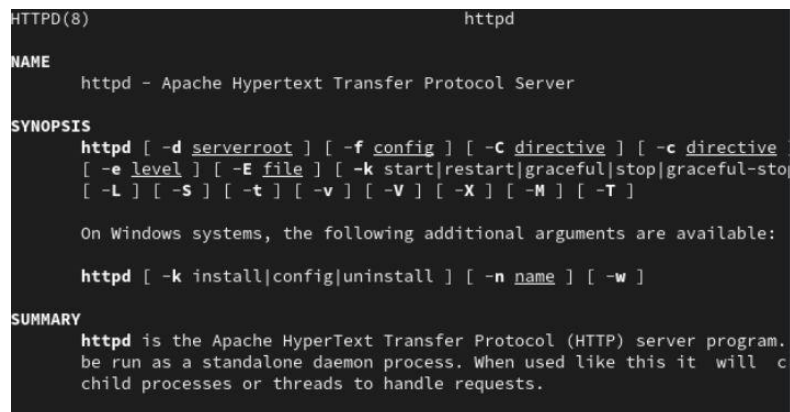 HTTPD(8) httpd
NAME
httpd - Apache Hypertext Transfer Protocol Server
SYNOPSIS
httpd [ -d serverroot ] [ -f config ] [ -C directive ] [ -c directive
[ -e level ] [ -E file ] [ -k start|restart|graceful|stop|graceful-stop
[ -L ] [ -S ] [ -t ] [ -v ] [ -V ] [ -X ] [ -M ] [ -T ]
On Windows systems, the following additional arguments are available:
httpd [ -k install|config|uninstall ] [ -n name ] [ -w ]
SUMMARY
httpd is the Apache HyperText Transfer Protocol (HTTP) server program.
be run as a standalone daemon process. When used like this it will c
child processes or threads to handle requests.